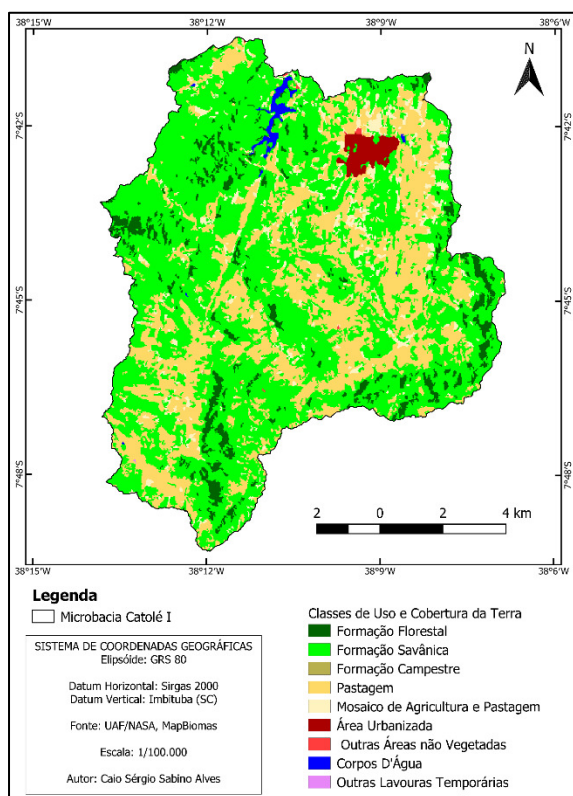 38°15'W 38°12'W 38°9'W 38°6'W
N
7°42'S 7°42'S
7°45'S 7°45'S
7°48'S 7°48'S
2 0 2 4 km
38°15'W 38°12'W 38°9'W 38°6'W
Legenda
Microbacia Catolé I
SISTEMA DE COORDENADAS GEOGRÁFICAS
Elipsóide: GRS 80
Datum Horizontal: Sirgas 2000
Datum Vertical: Imbituba (SC)
Fonte: UAF/NASA, MapBiomas
Escala: 1/100.000
Autor: Caio Sérgio Sabino Alves
Classes de Uso e Cobertura da Terra
Formação Florestal
Formação Savânica
Formação Campestre
Pastagem
Mosaico de Agricultura e Pastagem
Área Urbanizada
Outras Áreas não Vegetadas
Corpos D'Água
Outras Lavouras Temporárias